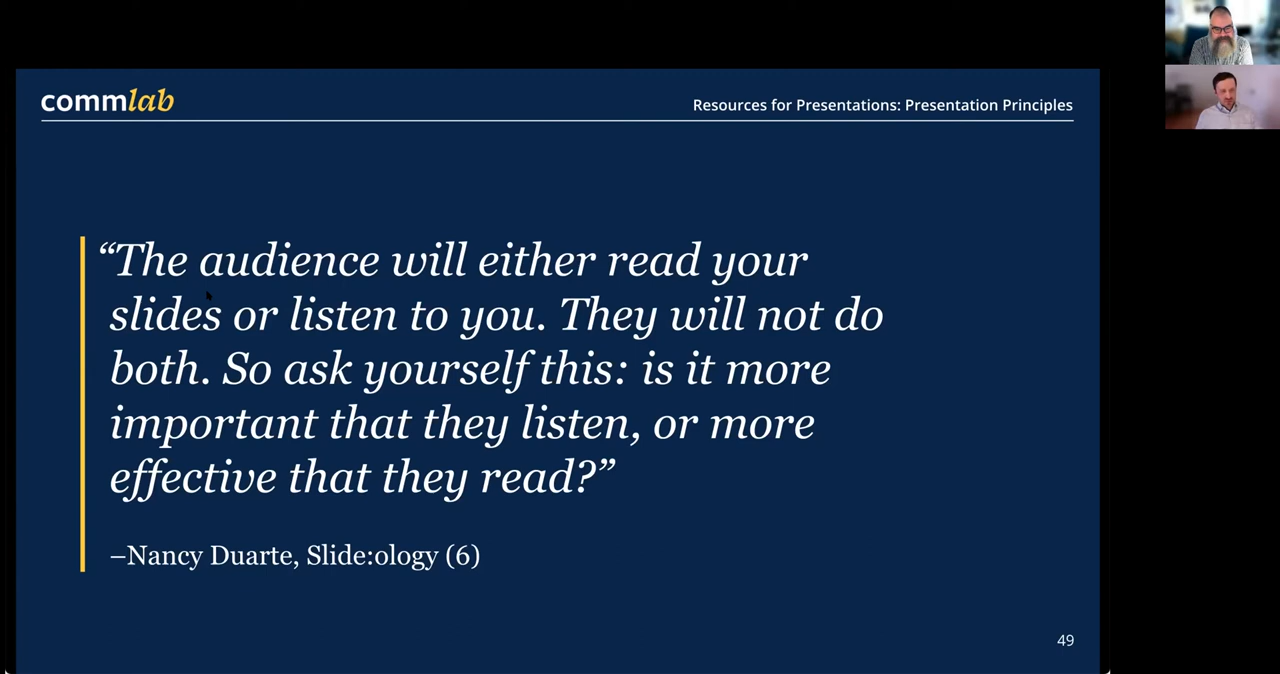 commlab
Resources for Presentations: Presentation Principles
“The audience will either read your
slides or listen to you. They will not do
both. So ask yourself this: is it more
important that they listen, or more
effective that they read?”
–Nancy Duarte, Slide:ology (6)
49